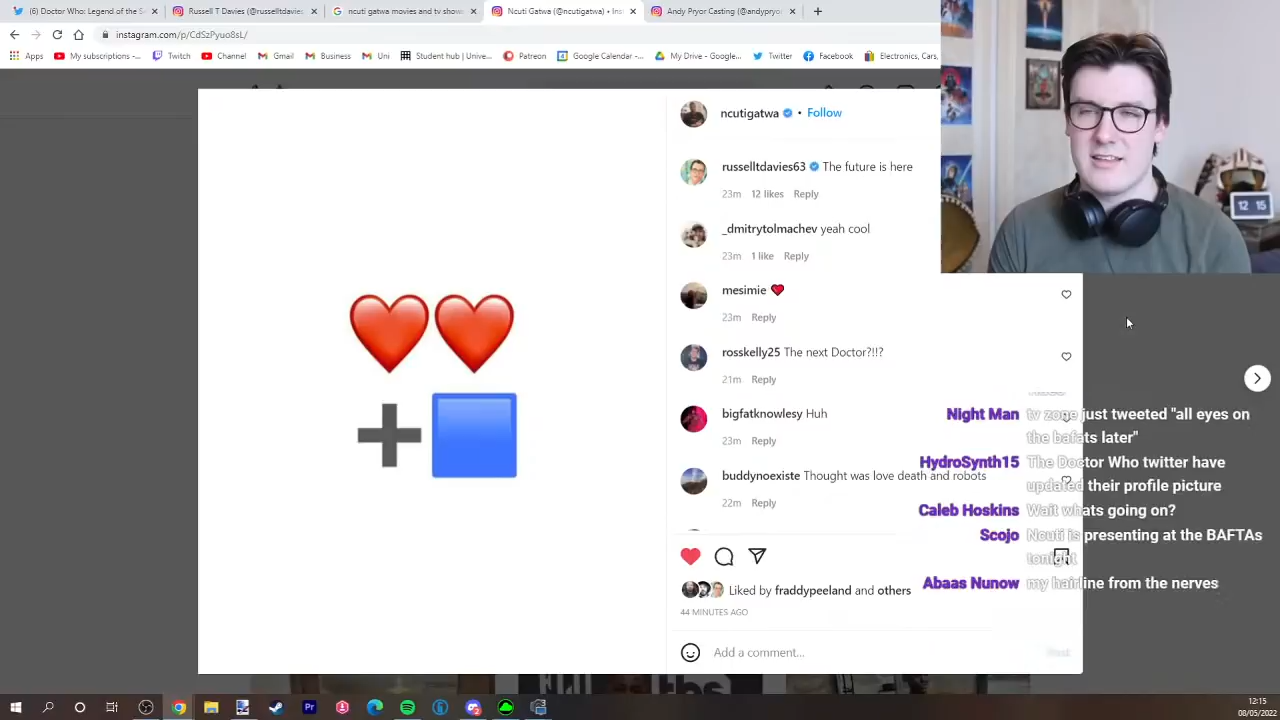 (6) Doctor Who: Legend of the Se
Russell T Davies (@russelltdavies
ncuti gatwa movies and tv show
Ncuti Gatwa (@ncutigatwa) • Ins
Andy Pryor Casting (@andypryor
instagram.com/p/CdSzPyuo8sL/
Apps
My subscriptions - Y
Twitch
Channel
Gmail
Business
Uni
Student hub | Unive...
Patreon
Google Calendar -...
My Drive - Google...
Twitter
Facebook
Electronics, Cars,
ncutigatwa • Follow
russelltdavies63 The future is here
23m 12 likes Reply
_dmitrytolmachev yeah cool
23m 1 like Reply
mesimie
23m Reply
rosskelly25 The next Doctor?!!?
21m Reply
bigfatknowlesy Huh
23m Reply
buddynoexiste Thought was love death and robots
22m Reply
Liked by fraddypeeland and others
44 MINUTES AGO
Add a comment...
Post
12 15
Night Man tv zone just tweeted "all eyes on
the bafats later"
HydroSynth15 The Doctor Who twitter have
updated their profile picture
Caleb Hoskins Wait whats going on?
Scojo Ncuti is presenting at the BAFTAs
tonight
Abaas Nunow my hairline from the nerves
12:15
08/05/2022